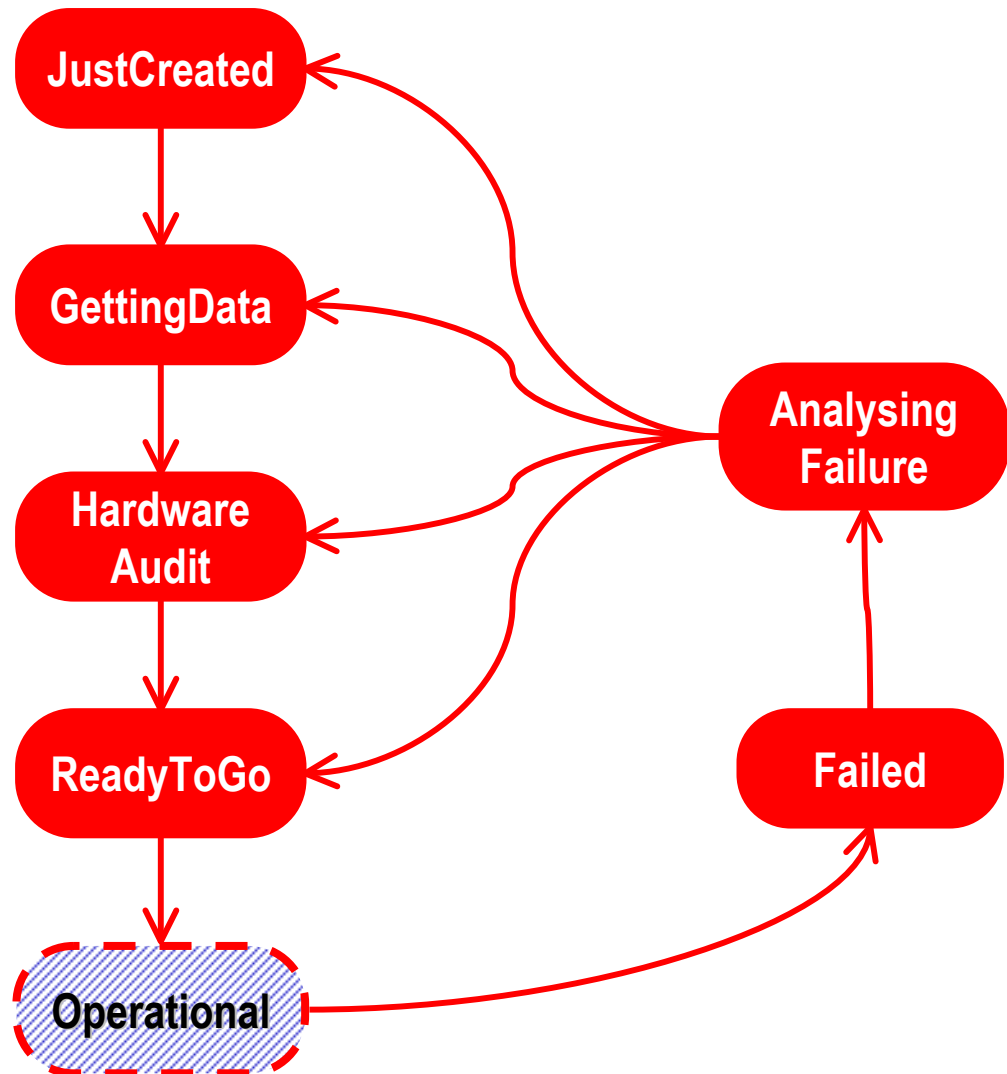 JustCreated
GettingData
Analysing
Failure
Hardware
Audit
ReadyToGo
Failed
Operational